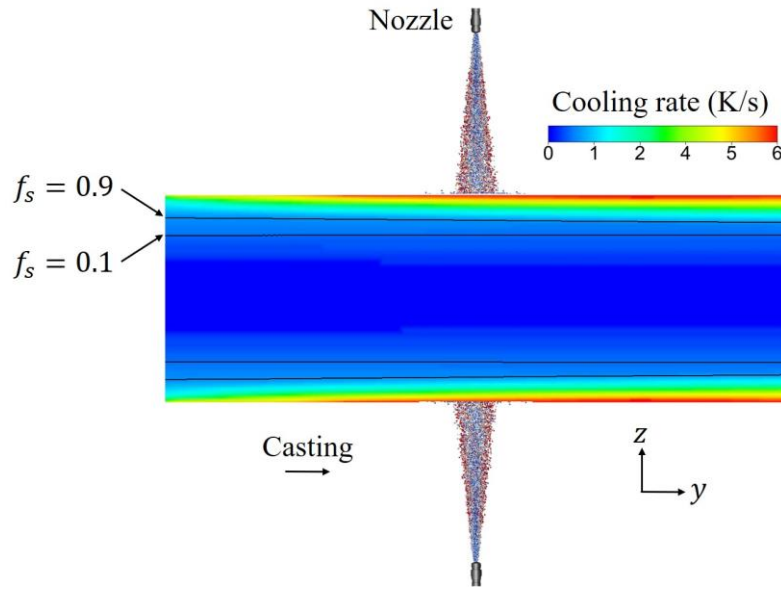 Nozzle
Cooling rate (K/s)
0 1 2 4 5 6
f_s = 0.9
f_s = 0.1
Casting
z
y